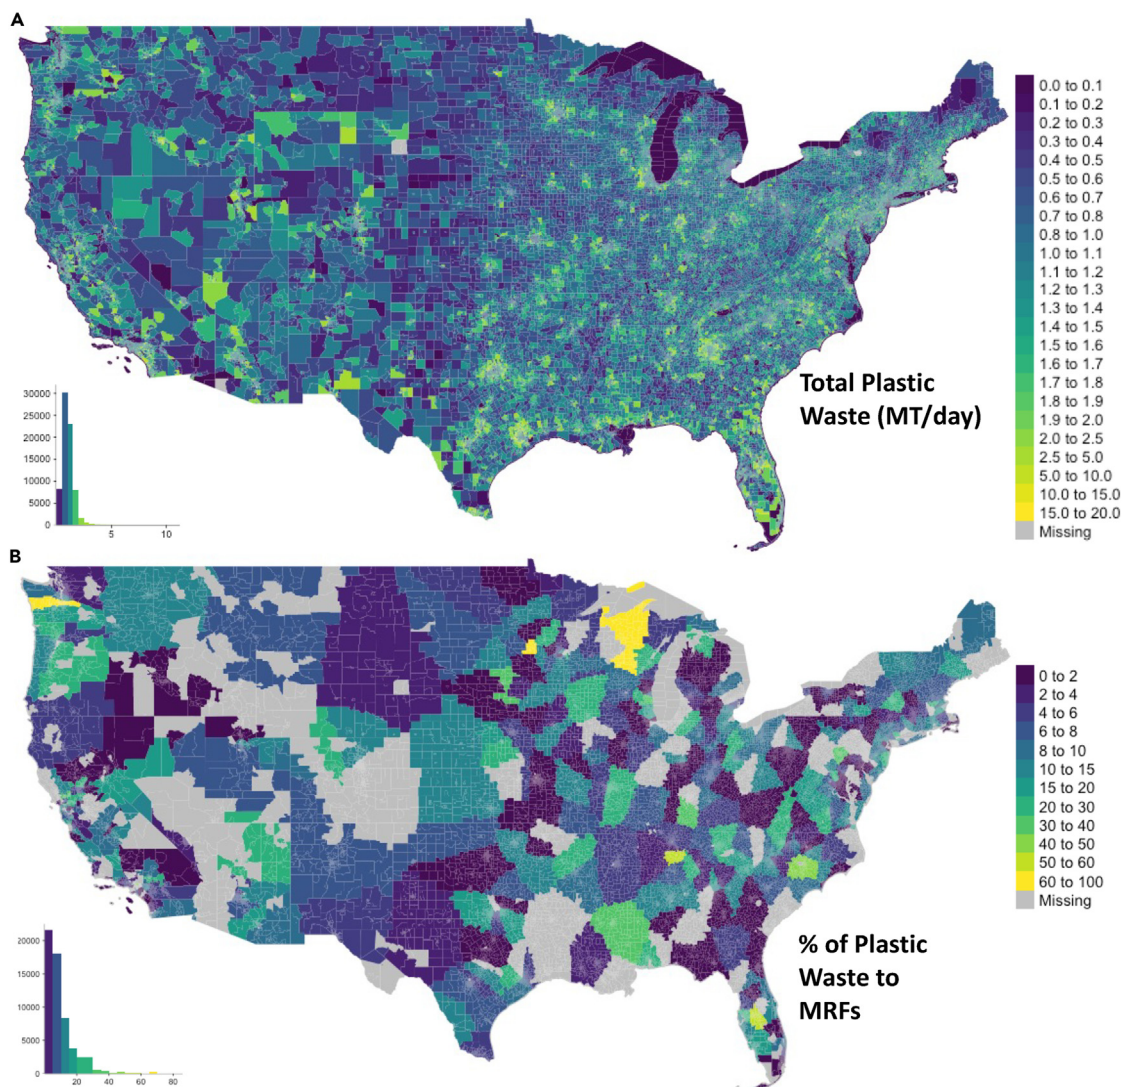 A
0.0 to 0.1
0.1 to 0.2
0.2 to 0.3
0.3 to 0.4
0.4 to 0.5
0.5 to 0.6
0.6 to 0.7
0.7 to 0.8
0.8 to 1.0
1.0 to 1.1
1.1 to 1.2
1.2 to 1.3
1.3 to 1.4
1.4 to 1.5
1.5 to 1.6
1.6 to 1.7
1.7 to 1.8
1.8 to 1.9
1.9 to 2.0
2.0 to 2.5
2.5 to 5.0
5.0 to 10.0
10.0 to 15.0
15.0 to 20.0
Missing
Total Plastic
Waste (MT/day)
30000
25000
20000
15000
10000
5000
0
5 10
B
0 to 2
2 to 4
4 to 6
6 to 8
8 to 10
10 to 15
15 to 20
20 to 30
30 to 40
40 to 50
50 to 60
60 to 100
Missing
% of Plastic
Waste to
MRFs
20000
15000
10000
5000
0
20 40 60 80